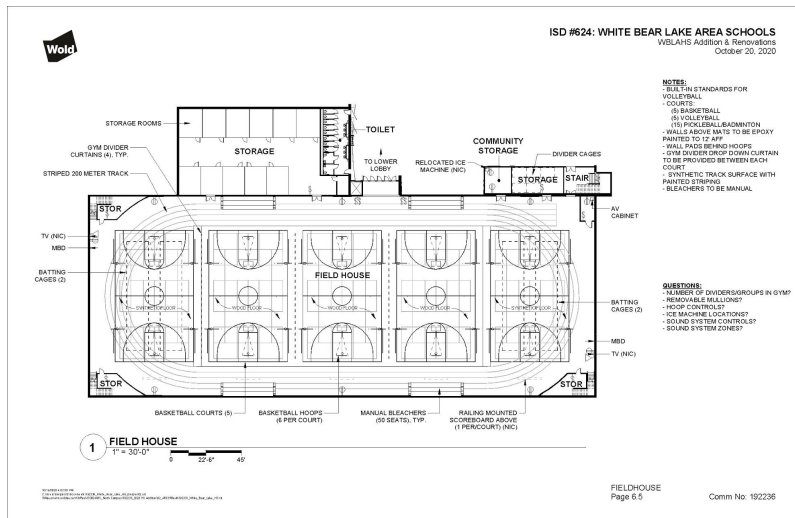 Wold
ISD #624: WHITE BEAR LAKE AREA SCHOOLS
WBLAHS Addition & Renovations
October 20, 2020
NOTES:
- BUILT-IN STANDARDS FOR
VOLLEYBALL
- COURTS:
(5) BASKETBALL
(5) VOLLEYBALL
(15) PICKLEBALL/BADMINTON
- WALLS ABOVE MATS TO BE EPOXY
PAINTED TO 12' AFF
- WALL PADS BEHIND HOOPS
- GYM DIVIDER DROP DOWN CURTAIN
TO BE PROVIDED BETWEEN EACH
COURT
- SYNTHETIC TRACK SURFACE WITH
PAINTED STRIPING
- BLEACHERS TO BE MANUAL
STORAGE ROOMS
STORAGE
TOILET
GYM DIVIDER
CURTAINS (4), TYP.
STRIPED 200 METER TRACK
TO LOWER
LOBBY
COMMUNITY
STORAGE
RELOCATED ICE
MACHINE (NIC)
DIVIDER CAGES
STORAGE
STAIR
STOR
AV
CABINET
TV (NIC)
MBD
BATTING
CAGES (2)
FIELD HOUSE
SYNTHETIC FLOOR
WOOD FLOOR
WOOD FLOOR
WOOD FLOOR
SYNTHETIC FLOOR
BATTING
CAGES (2)
MBD
TV (NIC)
STOR
STOR
BASKETBALL COURTS (5)
BASKETBALL HOOPS
(6 PER COURT)
MANUAL BLEACHERS
(50 SEATS), TYP.
RAILING MOUNTED
SCOREBOARD ABOVE
(1 PER/COURT) (NIC)
QUESTIONS:
- NUMBER OF DIVIDERS/GROUPS IN GYM?
- REMOVABLE MULLIONS?
- HOOP CONTROLS?
- ICE MACHINE LOCATIONS?
- SOUND SYSTEM CONTROLS?
- SOUND SYSTEM ZONES?
1
FIELD HOUSE
1" = 30'-0"
0 22'-6" 45'
FIELDHOUSE
Page 6.5
Comm No: 192236